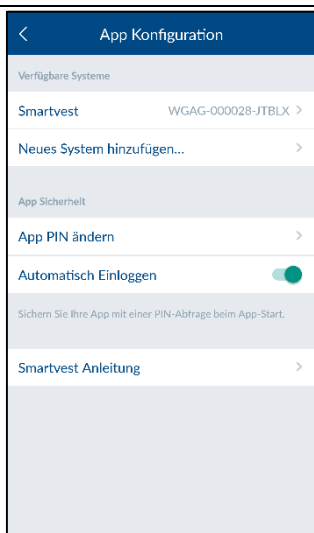 App Konfiguration
Verfügbare Systeme
Smartvest WGAG-000028-JTBLX
Neues System hinzufügen...
App Sicherheit
App PIN ändern
Automatisch Einloggen
Sichern Sie Ihre App mit einer PIN-Abfrage beim App-Start.
Smartvest Anleitung